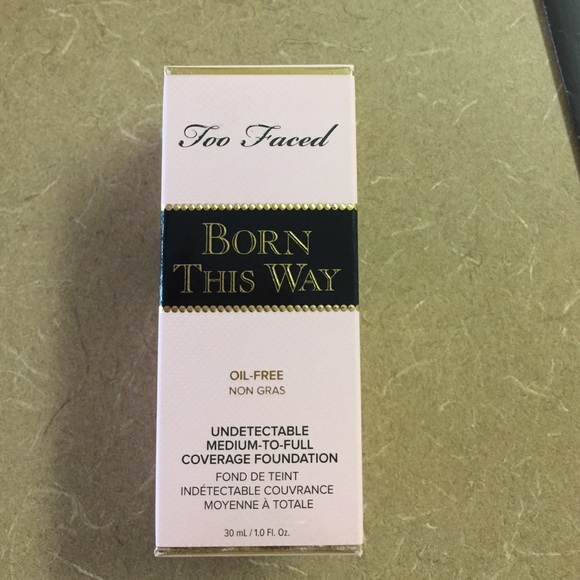 Too Faced
BORN
THIS WAY
OIL-FREE
NON GRAS
UNDETECTABLE
MEDIUM-TO-FULL
COVERAGE FOUNDATION
FOND DE TEINT
INDÉTECTABLE COUVRANCE
MOYENNE À TOTALE
30 mL / 1.0 Fl. Oz.